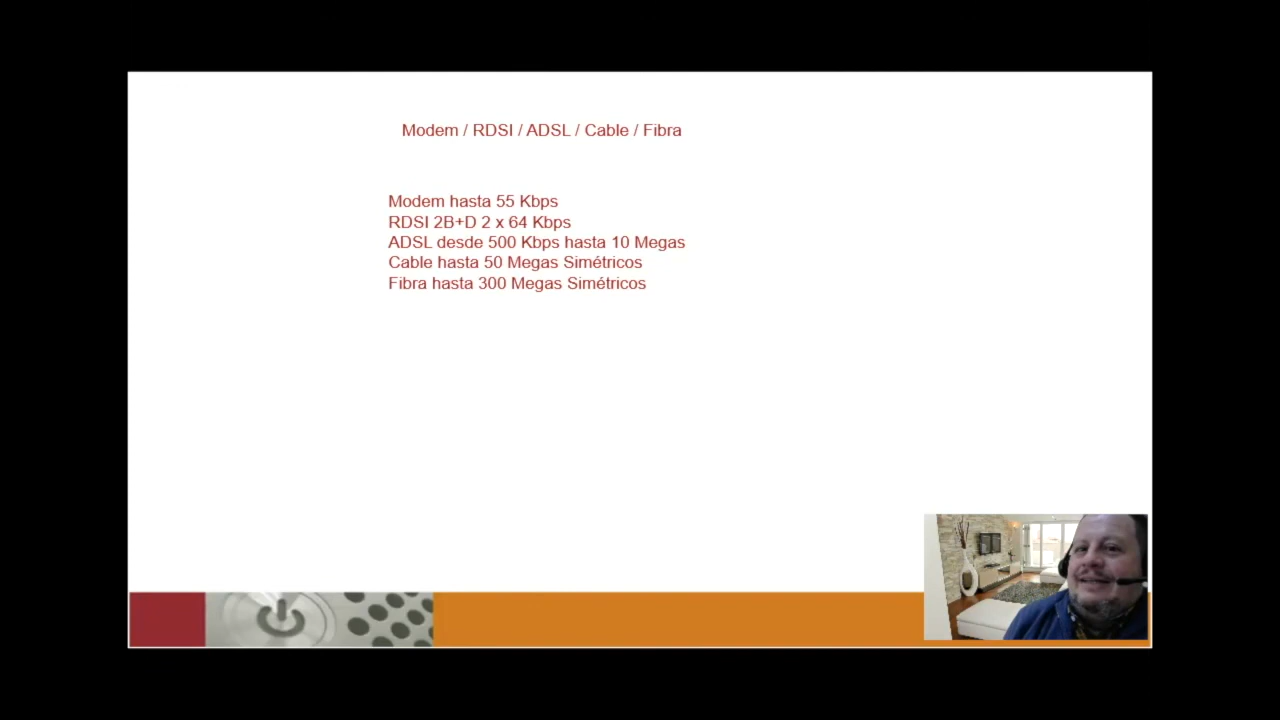 Modem / RDSI / ADSL / Cable / Fibra
Modem hasta 55 Kbps
RDSI 2B+D 2 x 64 Kbps
ADSL desde 500 Kbps hasta 10 Megas
Cable hasta 50 Megas Simétricos
Fibra hasta 300 Megas Simétricos